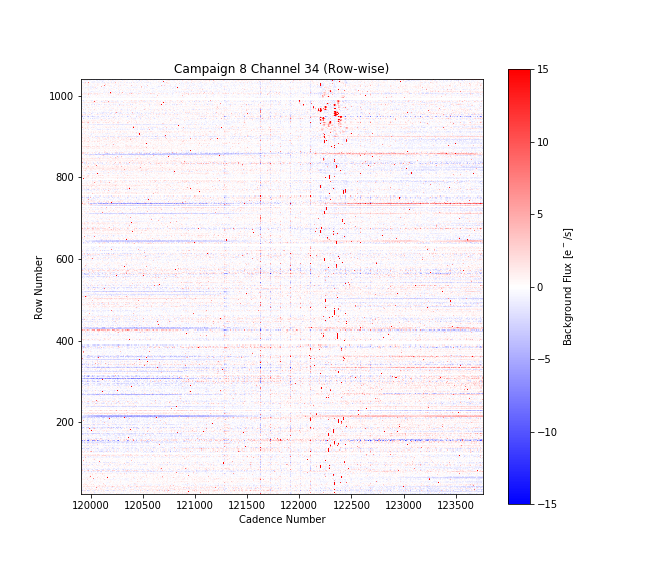 Campaign 8 Channel 34 (Row-wise)
1000
800
600
400
200
Row Number
120000 120500 121000 121500 122000 122500 123000 123500
Cadence Number
15
10
5
0
−5
−10
−15
Background Flux [e⁻/s]